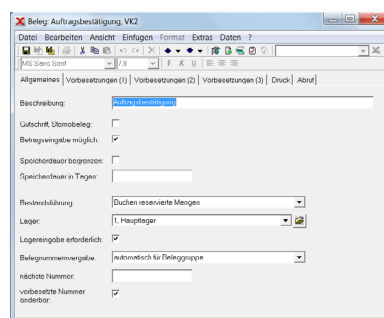 Beleg: Auftragsbestätigung, VK2
Datei Bearbeiten Ansicht Einfügen Format Extras Daten ?
MS Sans Serif 7,8 F K U
Allgemeines Vorbesetzungen (1) Vorbesetzungen (2) Vorbesetzungen (3) Druck Abruf
Beschreibung: Auftragsbestätigung
Gutschrift, Stornobeleg:
Betragseingabe möglich:
Speicherdauer begrenzen:
Speicherdauer in Tagen:
Bestandsführung: Buchen reservierte Mengen
Lager: 1, Hauptlager
Lagereingabe erforderlich:
Belegnummernvergabe: automatisch für Beleggruppe
nächste Nummer:
vorbesetzte Nummer
änderbar: